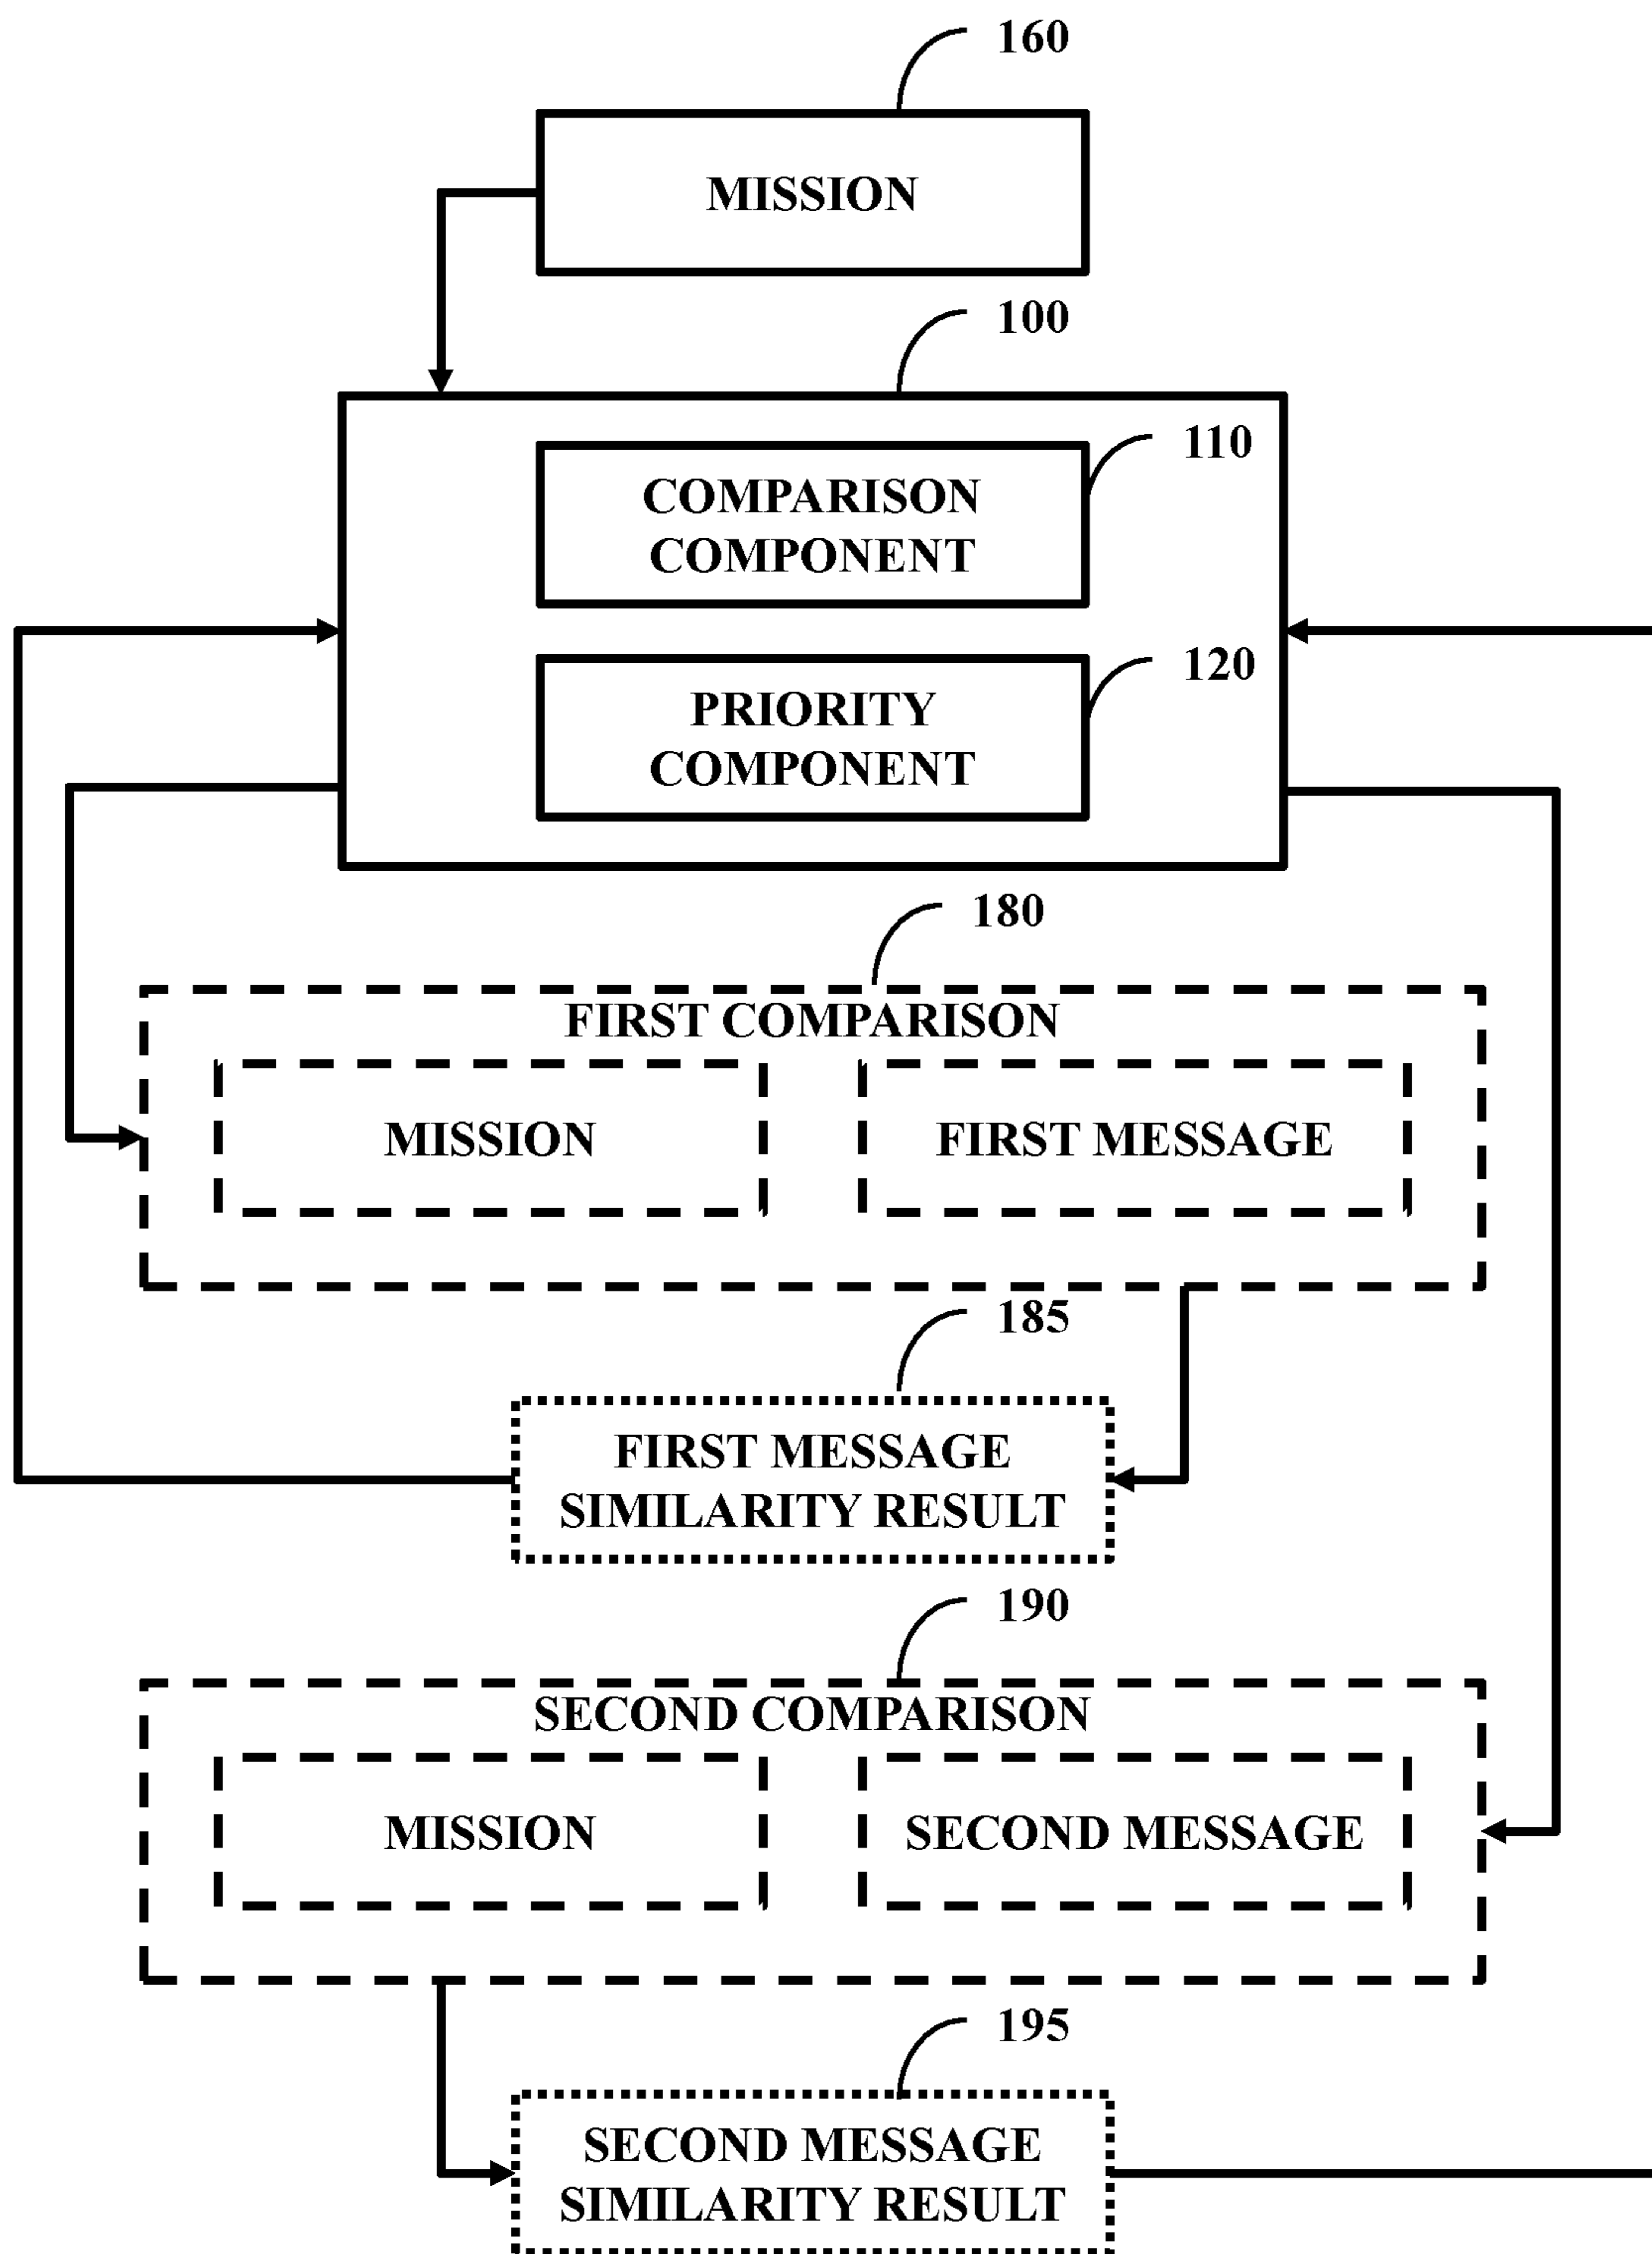 160
MISSION
100
110
COMPARISON
COMPONENT
120
PRIORITY
COMPONENT
180
FIRST COMPARISON
MISSION
FIRST MESSAGE
185
FIRST MESSAGE
SIMILARITY RESULT
190
SECOND COMPARISON
MISSION
SECOND MESSAGE
195
SECOND MESSAGE
SIMILARITY RESULT